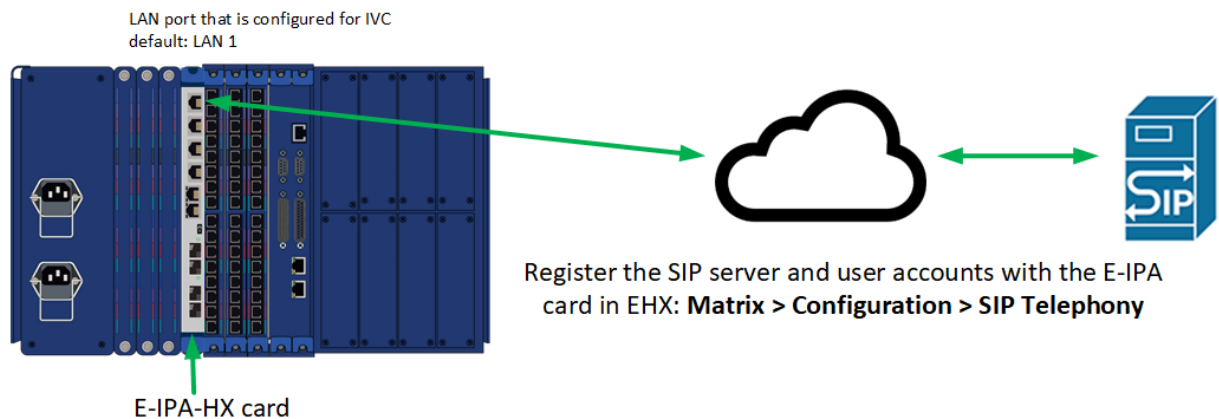 LAN port that is configured for IVC
default: LAN 1
SIP
Register the SIP server and user accounts with the E-IPA
card in EHX: Matrix > Configuration > SIP Telephony
E-IPA-HX card